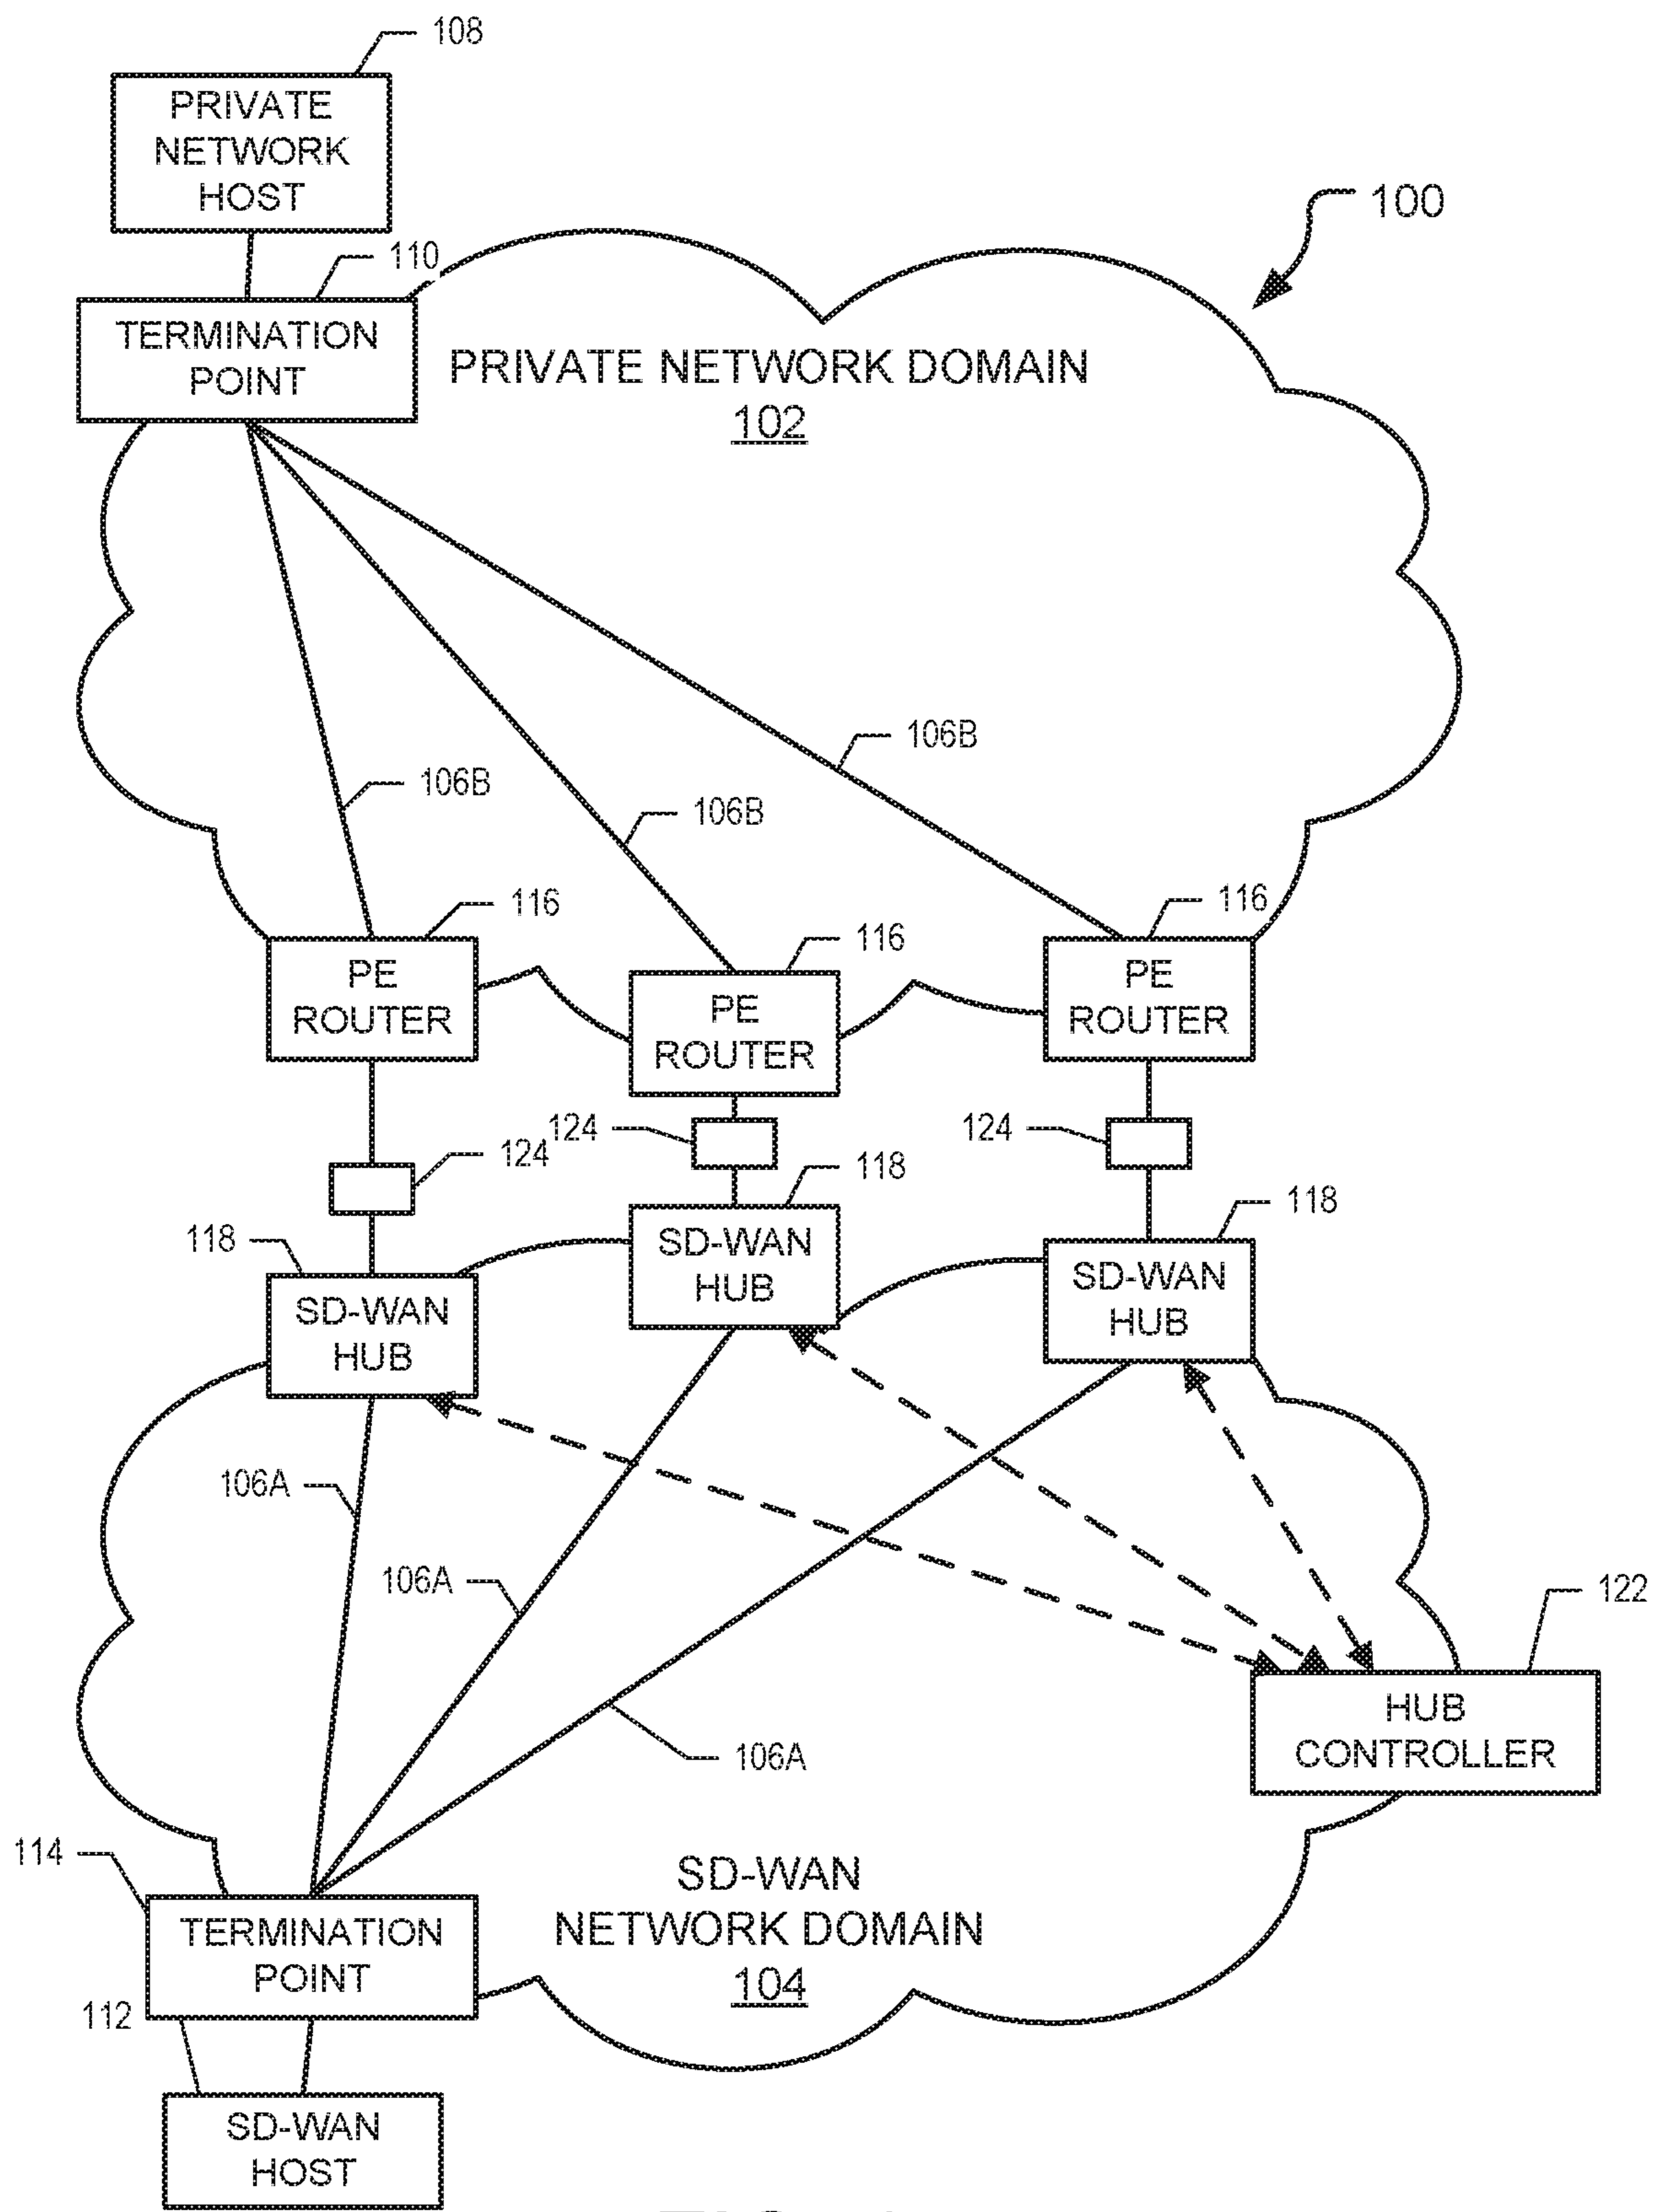 108
PRIVATE
NETWORK
HOST
100
110
TERMINATION
POINT
PRIVATE NETWORK DOMAIN
102
106B
106B
106B
116
116
116
PE
ROUTER
PE
ROUTER
PE
ROUTER
124
124
124
118
118
118
SD-WAN
HUB
SD-WAN
HUB
SD-WAN
HUB
106A
106A
106A
122
HUB
CONTROLLER
114
TERMINATION
POINT
SD-WAN
NETWORK DOMAIN
104
112
SD-WAN
HOST